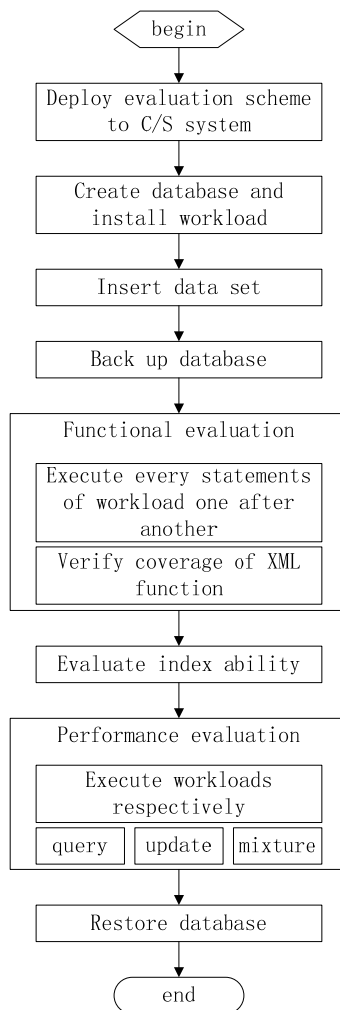 begin
Deploy evaluation scheme
to C/S system
Create database and
install workload
Insert data set
Back up database
Functional evaluation
Execute every statements
of workload one after
another
Verify coverage of XML
function
Evaluate index ability
Performance evaluation
Execute workloads
respectively
query
update
mixture
Restore database
end